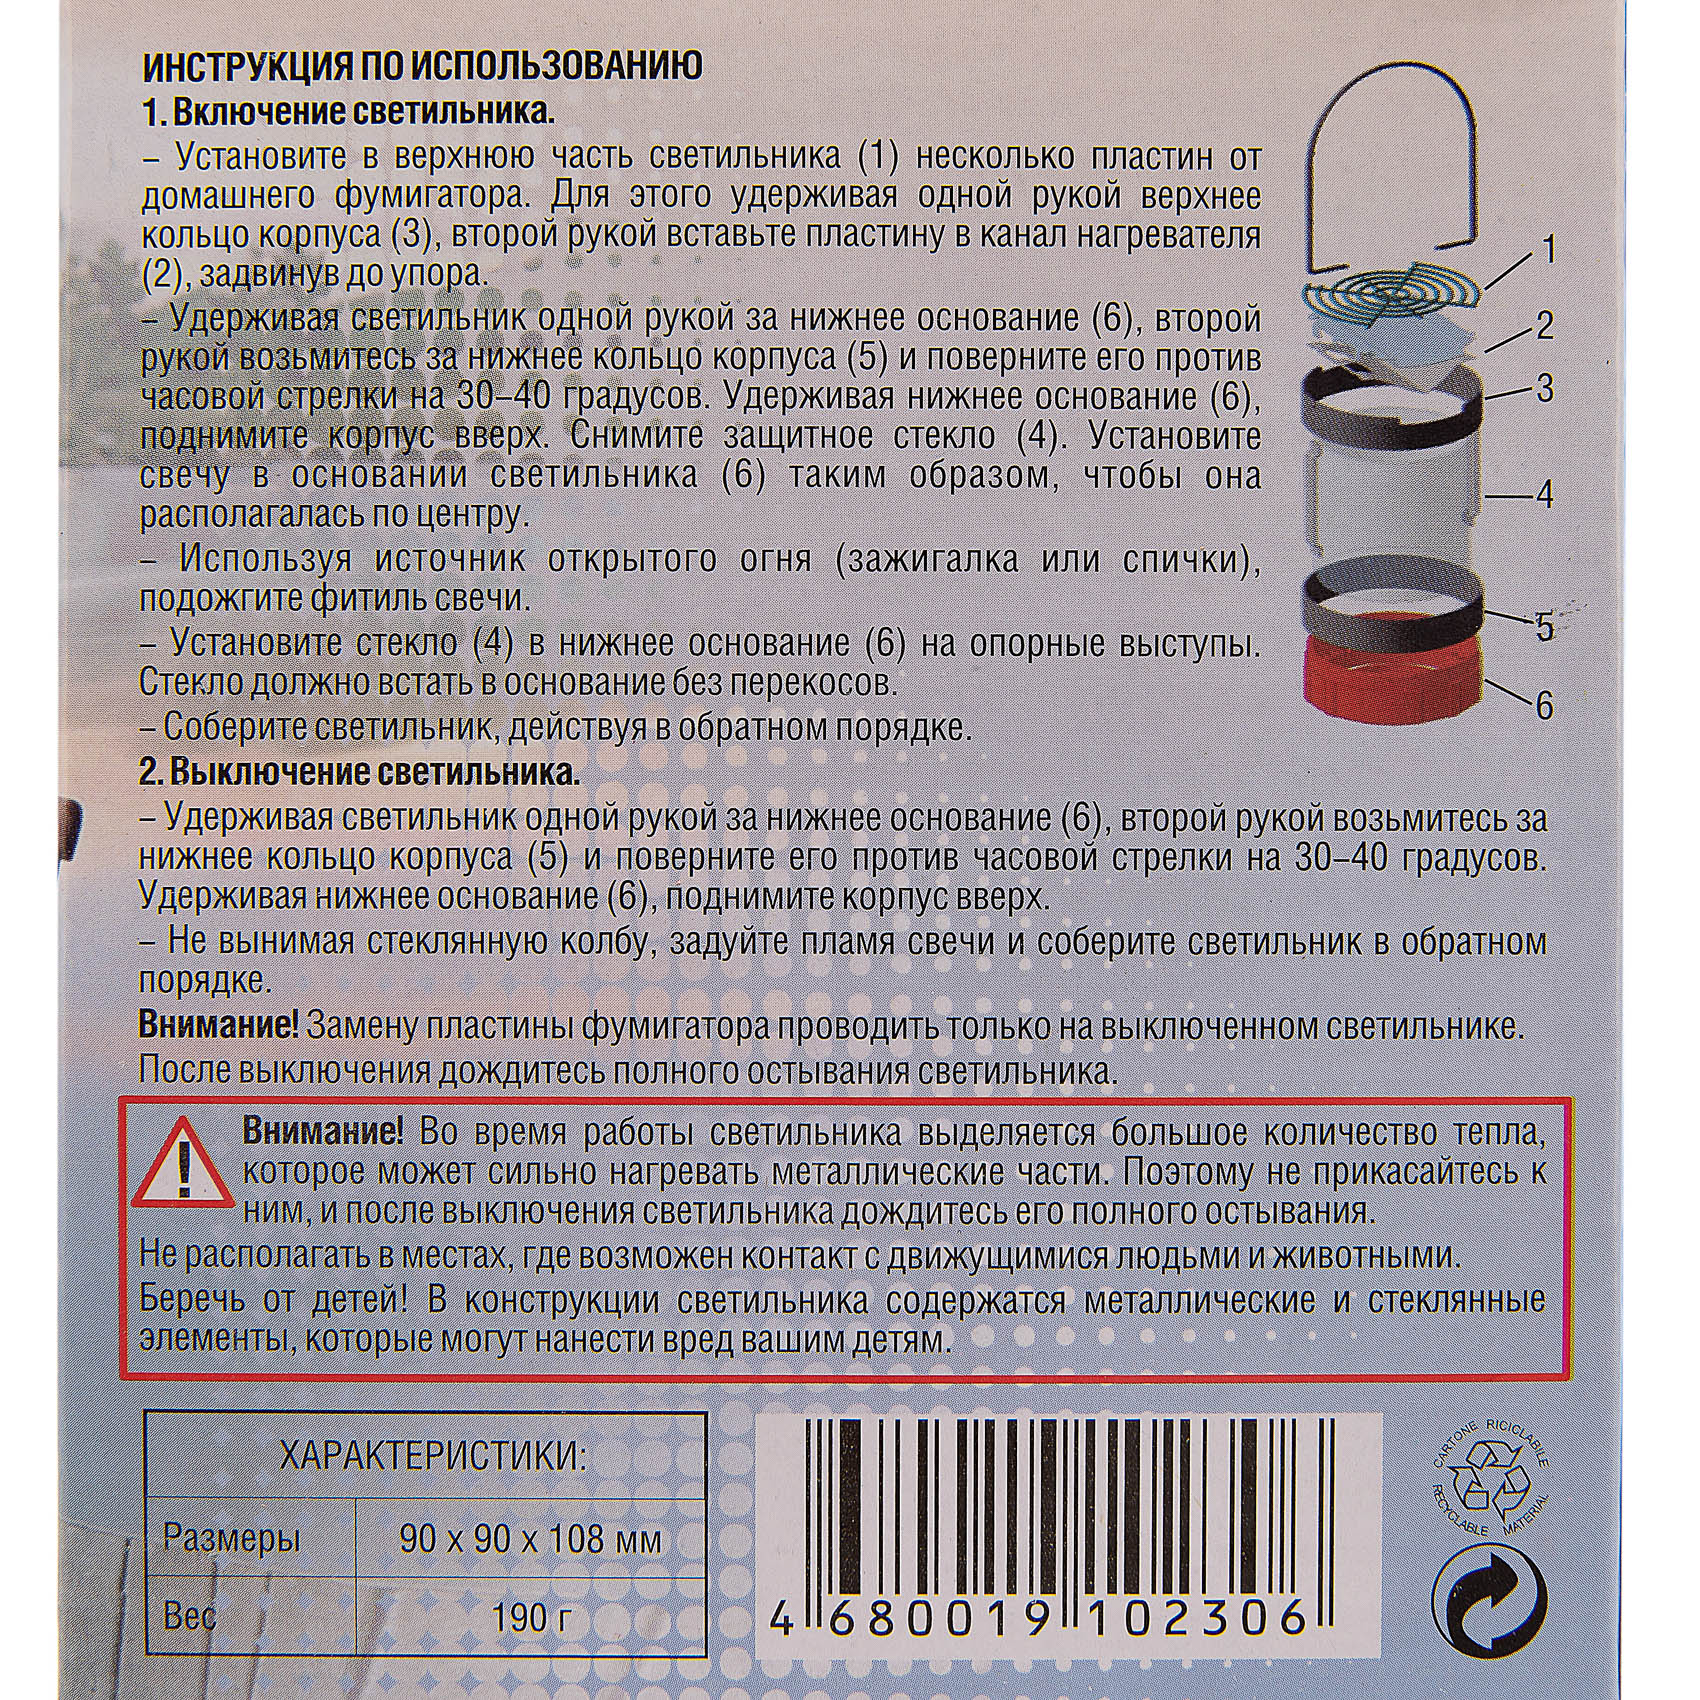 ИНСТРУКЦИЯ ПО ИСПОЛЬЗОВАНИЮ
1. Включение светильника.
– Установите в верхнюю часть светильника (1) несколько пластин от
домашнего фумигатора. Для этого удерживая одной рукой верхнее
кольцо корпуса (3), второй рукой вставьте пластину в канал нагревателя
(2), задвинув до упора.
– Удерживая светильник одной рукой за нижнее основание (6), второй
рукой возьмитесь за нижнее кольцо корпуса (5) и поверните его против
часовой стрелки на 30–40 градусов. Удерживая нижнее основание (6),
поднимите корпус вверх. Снимите защитное стекло (4). Установите
свечу в основании светильника (6) таким образом, чтобы она
располагалась по центру.
– Используя источник открытого огня (зажигалка или спички),
подожгите фитиль свечи.
– Установите стекло (4) в нижнее основание (6) на опорные выступы.
Стекло должно встать в основание без перекосов.
– Соберите светильник, действуя в обратном порядке.
1
2
3
4
5
6
2. Выключение светильника.
– Удерживая светильник одной рукой за нижнее основание (6), второй рукой возьмитесь за
нижнее кольцо корпуса (5) и поверните его против часовой стрелки на 30–40 градусов.
Удерживая нижнее основание (6), поднимите корпус вверх.
– Не вынимая стеклянную колбу, задуйте пламя свечи и соберите светильник в обратном
порядке.
Внимание! Замену пластины фумигатора проводить только на выключенном светильнике.
После выключения дождитесь полного остывания светильника.
Внимание! Во время работы светильника выделяется большое количество тепла,
которое может сильно нагревать металлические части. Поэтому не прикасайтесь к
ним, и после выключения светильника дождитесь его полного остывания.
Не располагать в местах, где возможен контакт с движущимися людьми и животными.
Беречь от детей! В конструкции светильника содержатся металлические и стеклянные
элементы, которые могут нанести вред вашим детям.
ХАРАКТЕРИСТИКИ:
Размеры 90 х 90 х 108 мм
Вес 190 г
4 680019 102306
CARTONE RICICLABILE
RECYCLABLE MATERIAL